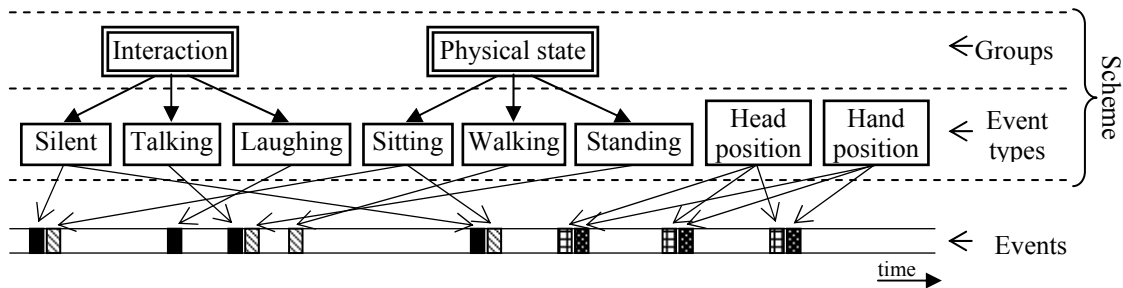 Interaction
Physical state
Groups
Scheme
Silent
Talking
Laughing
Sitting
Walking
Standing
Head
position
Hand
position
Event
types
Events
time